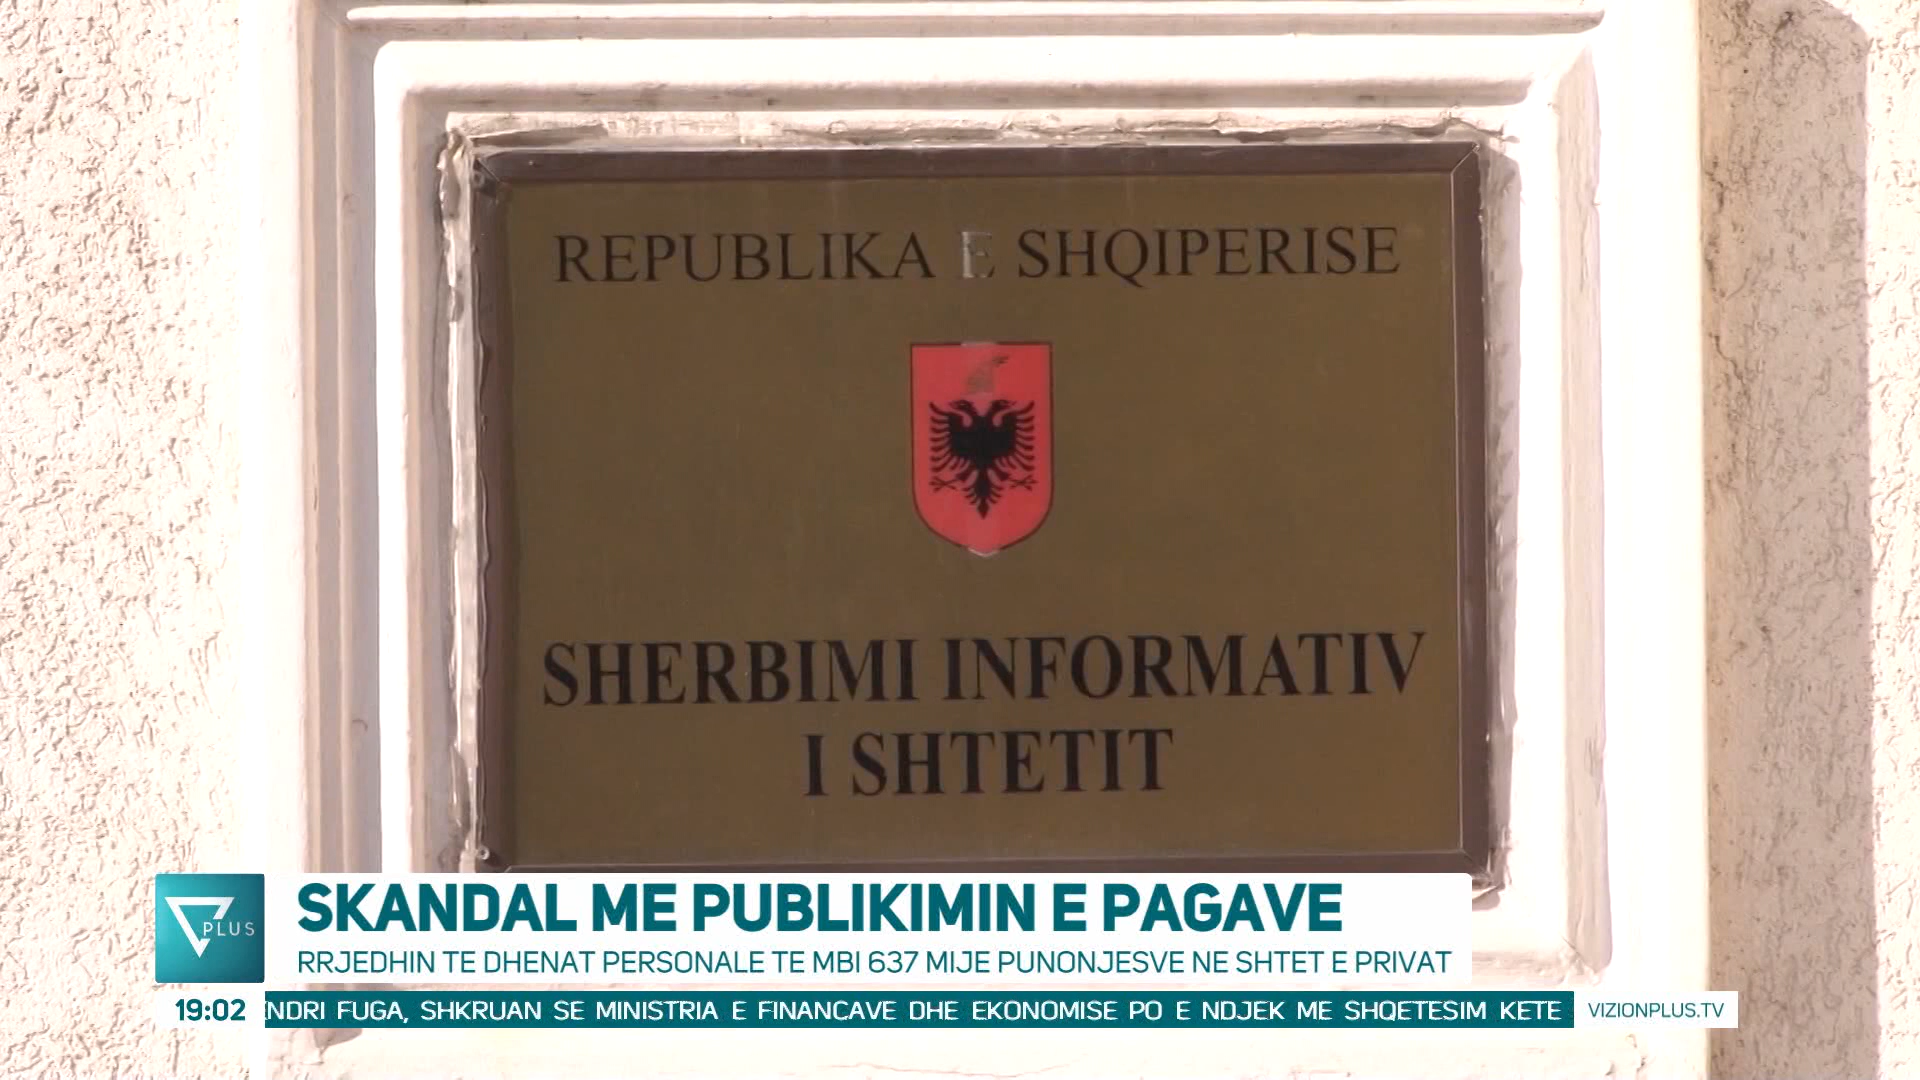 REPUBLIKA E SHQIPERISE
SHERBIMI INFORMATIV
I SHTETIT
PLUS
SKANDAL ME PUBLIKIMIN E PAGAVE
RRJEDHIN TE DHENAT PERSONALE TE MBI 637 MIJE PUNONJESVE NE SHTET E PRIVAT
19:02 ENDRI FUGA, SHKRUAN SE MINISTRIA E FINANCAVE DHE EKONOMISE PO E NDJEK ME SHQETESIM KETE VIZIONPLUS.TV